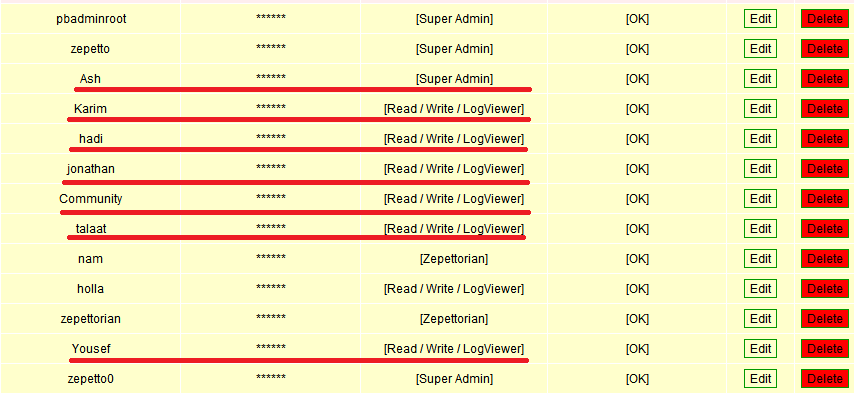 pbadminroot ****** [Super Admin] [OK] Edit Delete
zepetto ****** [Super Admin] [OK] Edit Delete
Ash ****** [Super Admin] [OK] Edit Delete
Karim ****** [Read / Write / LogViewer] [OK] Edit Delete
hadi ****** [Read / Write / LogViewer] [OK] Edit Delete
jonathan ****** [Read / Write / LogViewer] [OK] Edit Delete
Community ****** [Read / Write / LogViewer] [OK] Edit Delete
talaat ****** [Read / Write / LogViewer] [OK] Edit Delete
nam ****** [Zepettorian] [OK] Edit Delete
holla ****** [Read / Write / LogViewer] [OK] Edit Delete
zepettorian ****** [Zepettorian] [OK] Edit Delete
Yousef ****** [Read / Write / LogViewer] [OK] Edit Delete
zepetto0 ****** [Super Admin] [OK] Edit Delete